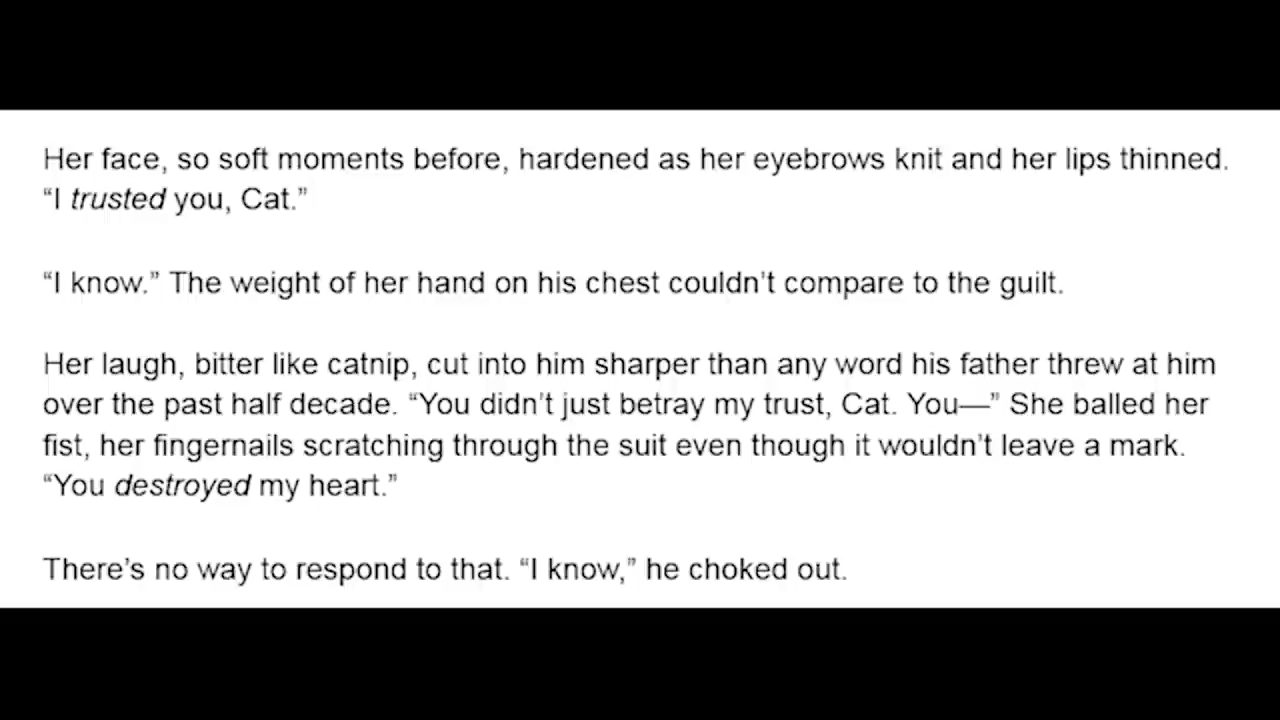 Her face, so soft moments before, hardened as her eyebrows knit and her lips thinned.
“I trusted you, Cat.”
“I know.” The weight of her hand on his chest couldn’t compare to the guilt.
Her laugh, bitter like catnip, cut into him sharper than any word his father threw at him
over the past half decade. “You didn’t just betray my trust, Cat. You—” She balled her
fist, her fingernails scratching through the suit even though it wouldn’t leave a mark.
“You destroyed my heart.”
There’s no way to respond to that. “I know,” he choked out.